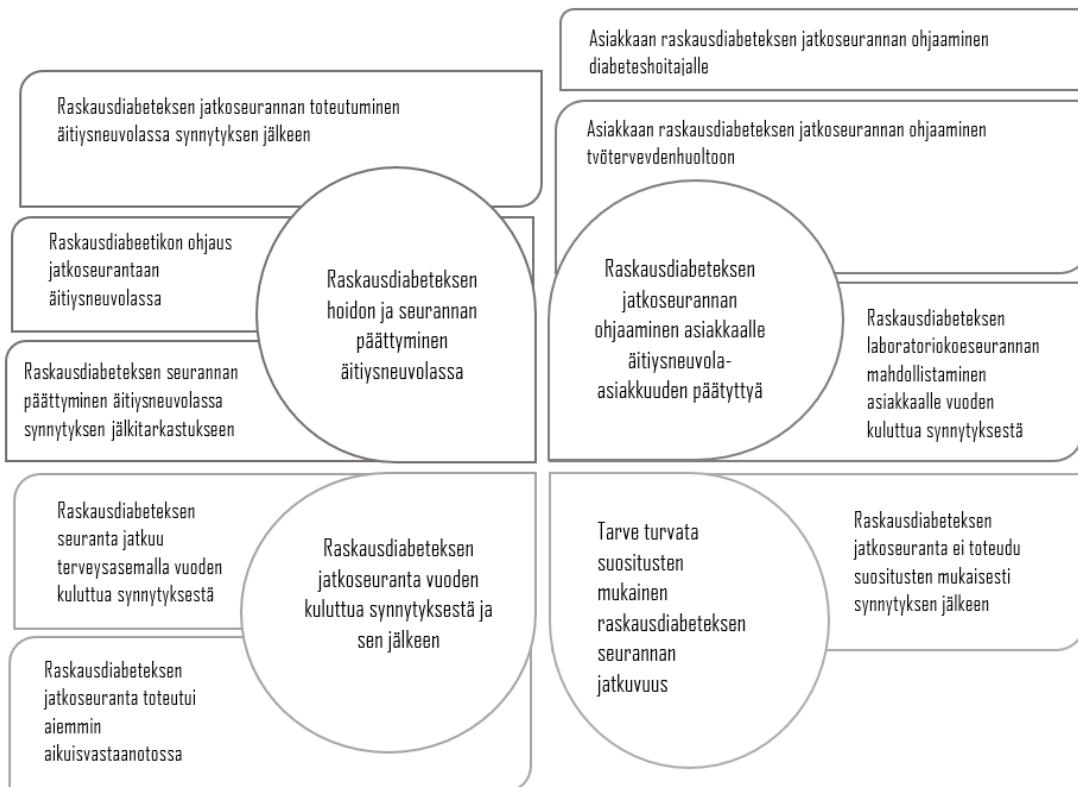 Raskausdiabeteksen jatkoseurannan toteutuminen
äitiysneuvolassa synnytyksen jälkeen
Raskausdiabeetikon ohjaus
jatkoseurantaan
äitiysneuvolassa
Raskausdiabeteksen seurannan
päättyminen äitiysneuvolassa
synnytyksen jälkitarkastukseen
Raskausdiabeteksen
hoidon ja seurannan
päättyminen
äitiysneuvolassa
Asiakkaan raskausdiabeteksen jatkoseurannan ohjaaminen
diabeteshoitajalle
Asiakkaan raskausdiabeteksen jatkoseurannan ohjaaminen
työterveydenhuoltoon
Raskausdiabeteksen
jatkoseurannan
ohjaaminen asiakkaalle
äitiysneuvola-
asiakkuuden päätyttyä
Raskausdiabeteksen
laboratoriokoeseurannan
mahdollistaminen
asiakkaalle vuoden
kuluttua synnytyksestä
Raskausdiabeteksen
seuranta jatkuu
terveysasemalla vuoden
kuluttua synnytyksestä
Raskausdiabeteksen
jatkoseuranta toteutui
aiemmin
aikuisvastaanotossa
Raskausdiabeteksen
jatkoseuranta vuoden
kuluttua synnytyksestä ja
sen jälkeen
Tarve turvata
suositusten
mukainen
raskausdiabeteksen
seurannan
jatkuvuus
Raskausdiabeteksen
jatkoseuranta ei toteudu
suositusten mukaisesti
synnytyksen jälkeen